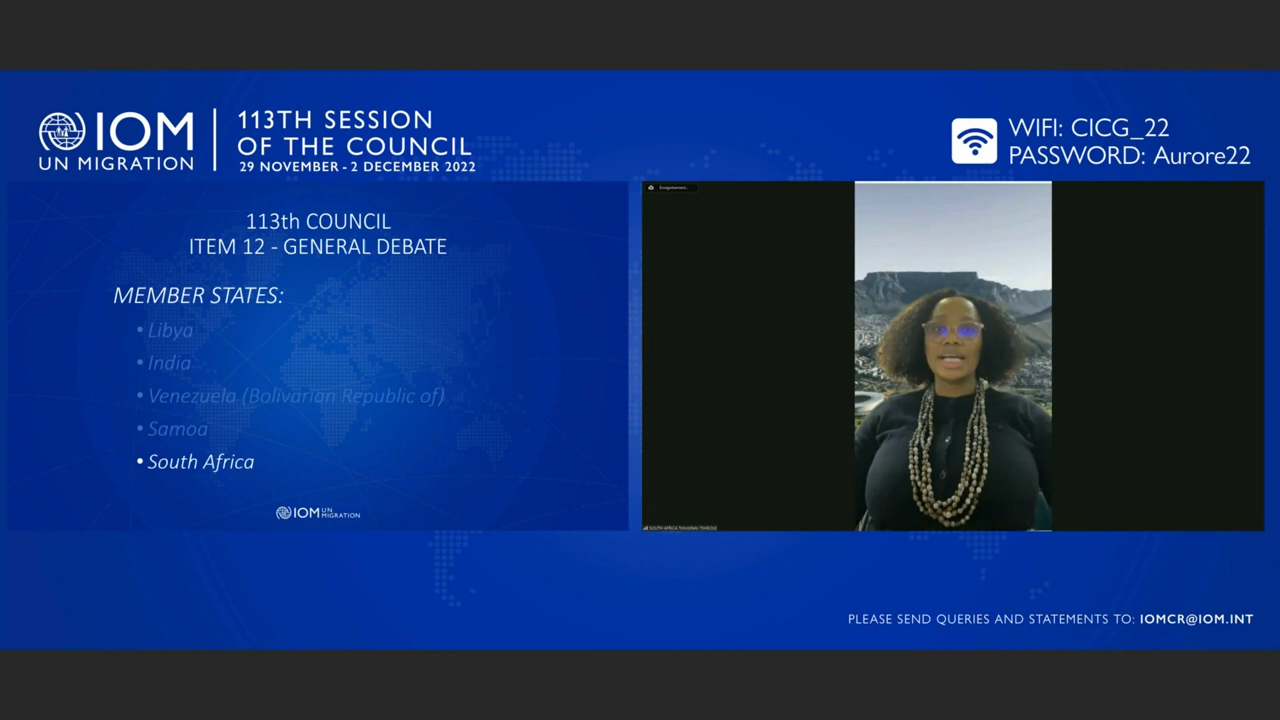 IOM
UN MIGRATION
113TH SESSION
OF THE COUNCIL
29 NOVEMBER - 2 DECEMBER 2022
WIFI: CICG_22
PASSWORD: Aurore22
113th COUNCIL
ITEM 12 - GENERAL DEBATE
MEMBER STATES:
• Libya
• India
• Venezuela (Bolivarian Republic of)
• Samoa
• South Africa
IOM UN MIGRATION
PLEASE SEND QUERIES AND STATEMENTS TO: IOMCR@IOM.INT